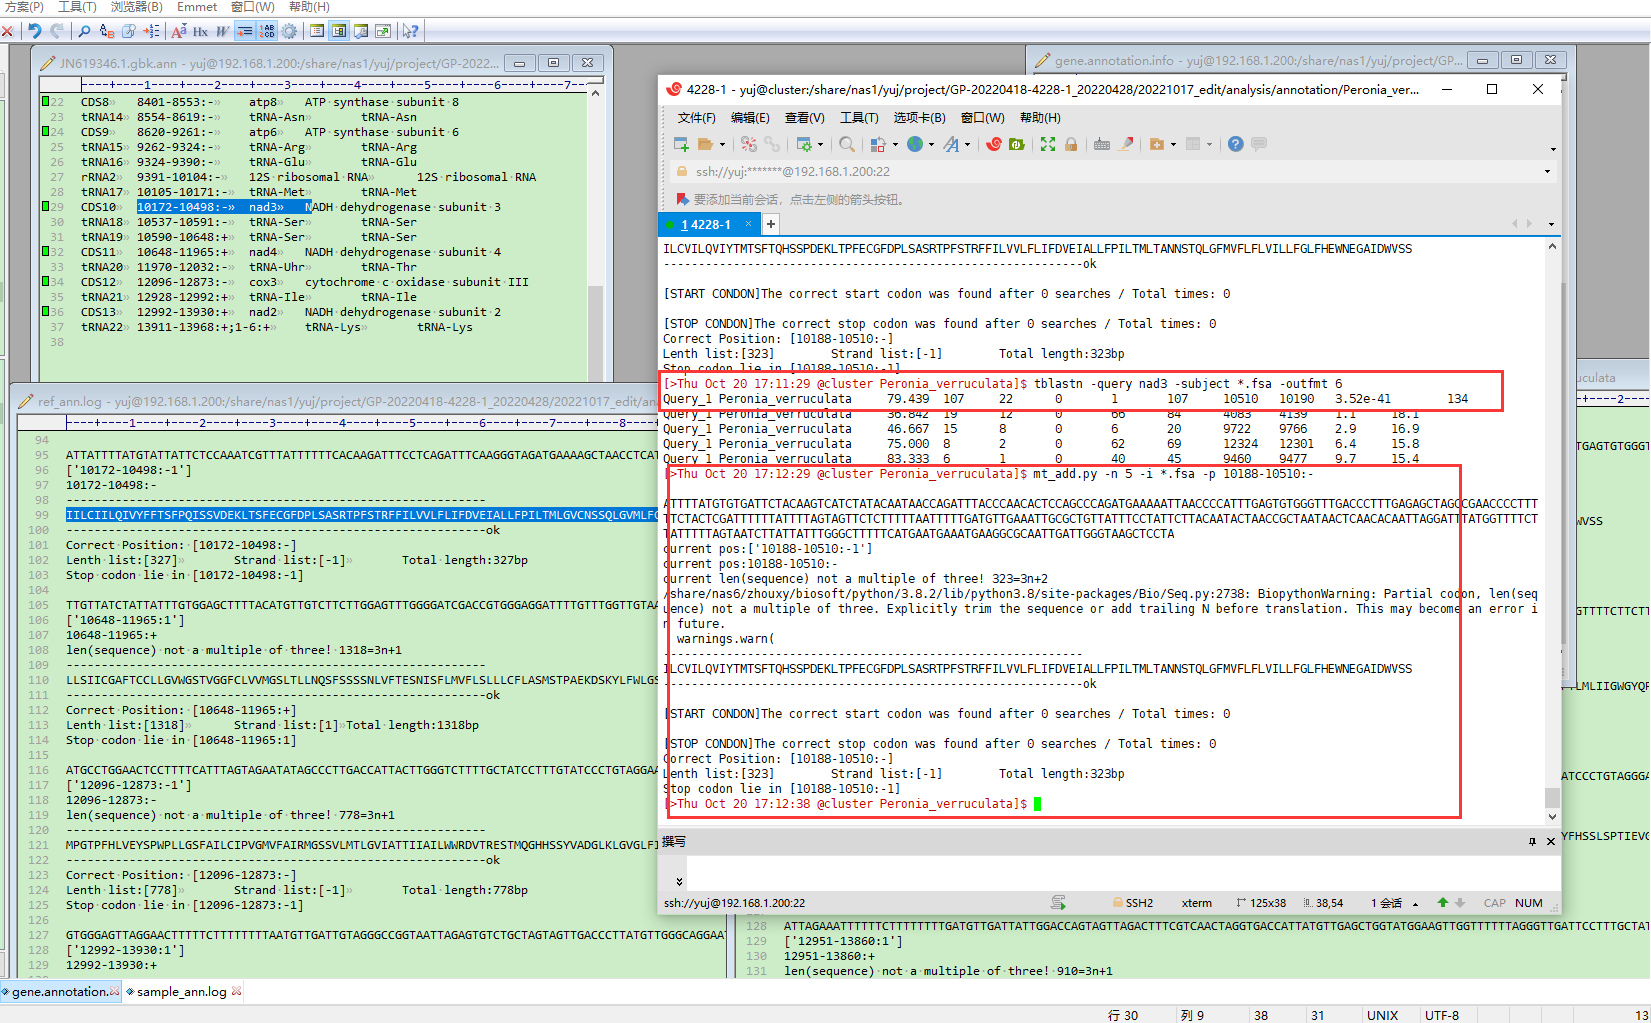 方案(P)  工具(T)  浏览器(B)  Emmet  窗口(W)  帮助(H)
JN619346.1.gbk.ann - yuj@192.168.1.200:/share/nas1/yuj/project/GP-2022...
----+----1----+----2----+----3----+----4----+----5----+----6----+----7--
22 CDS8» 8401-8553:-» atp8» ATP synthase subunit 8
23 tRNA14» 8554-8619:-» tRNA-Asn» tRNA-Asn
24 CDS9» 8620-9261:-» atp6» ATP synthase subunit 6
25 tRNA15» 9262-9324:-» tRNA-Arg» tRNA-Arg
26 tRNA16» 9324-9390:-» tRNA-Glu» tRNA-Glu
27 rRNA2» 9391-10104:-» 12S ribosomal RNA» 12S ribosomal RNA
28 tRNA17» 10105-10171:-» tRNA-Met» tRNA-Met
29 CDS10» 10172-10498:-» nad3» NADH dehydrogenase subunit 3
30 tRNA18» 10537-10591:-» tRNA-Ser» tRNA-Ser
31 tRNA19» 10590-10648:+» tRNA-Ser» tRNA-Ser
32 CDS11» 10648-11965:+» nad4» NADH dehydrogenase subunit 4
33 tRNA20» 11970-12032:-» tRNA-Uhr» tRNA-Thr
34 CDS12» 12096-12873:-» cox3» cytochrome c oxidase subunit III
35 tRNA21» 12928-12992:+» tRNA-Ile» tRNA-Ile
36 CDS13» 12992-13930:+» nad2» NADH dehydrogenase subunit 2
37 tRNA22» 13911-13968:+;1-6:+» tRNA-Lys» tRNA-Lys
38
gene.annotation.info - yuj@192.168.1.200:/share/nas1/yuj/project/GP...
ref_ann.log - yuj@192.168.1.200:/share/nas1/yuj/project/GP-20220418-4228-1_20220428/20221017_edit/an
----+----1----+----2----+----3----+----4----+----5----+----6----+----7----+----8----
94
95 ATTATTTTATGTATTATTCTCCAAATCGTTTATTTTTTCACAAGATTTCCTCAGATTTCAAGGGTAGATGAAAAGCTAACCTCAT
96 ['10172-10498:-1']
97 10172-10498:-
98 ------------------------------------------------------------
99 IILCIILQIVYFFTSFPQISSVDEKLTSFECGFDPLSASRTPFSTRFFILVVLFLIFDVEIALLFPILTMLGVCNSSQLGVMLFC
100 ------------------------------------------------------------ok
101 Correct Position: [10172-10498:-]
102 Lenth list:[327]» Strand list:[-1]» Total length:327bp
103 Stop codon lie in [10172-10498:-1]
104
105 TTGTTATCTATTATTTGTGGAGCTTTTACATGTTGTCTTCTTGGAGTTTGGGGATCGACTGTGGGAGGATTTTGTTTGGTTGTAA
106 ['10648-11965:1']
107 10648-11965:+
108 len(sequence) not a multiple of three! 1318=3n+1
109 ------------------------------------------------------------
110 LLSIICGAFTCCLLGVWGSTVGGFCLVVMGSLTLLNQSFSSSSNLVFTESNISFLMVFLSLLLCFLASMSTPAEKDSKYLFWLGS
111 ------------------------------------------------------------ok
112 Correct Position: [10648-11965:+]
113 Lenth list:[1318]» Strand list:[1]»Total length:1318bp
114 Stop codon lie in [10648-11965:1]
115
116 ATGCCTGGAACTCCTTTTCATTTAGTAGAATATAGCCCTTGACCATTACTTGGGTCTTTTGCTATCCTTTGTATCCCTGTAGGAA
117 ['12096-12873:-1']
118 12096-12873:-
119 len(sequence) not a multiple of three! 778=3n+1
120 ------------------------------------------------------------
121 MPGTPFHLVEYSPWPLLGSFAILCIPVGMVFAIRMGSSVLMTLGVIATTIIAILWWRDVTRESTMQGHHSSYVADGLKLGVGLFI
122 ------------------------------------------------------------ok
123 Correct Position: [12096-12873:-]
124 Lenth list:[778]» Strand list:[-1]» Total length:778bp
125 Stop codon lie in [12096-12873:-1]
126
127 GTGGGAGTTAGGAACTTTTTCTTTTTTTTTAATGTTGATTGTAGGGCCGGTAATTAGAGTGTCTGCTAGTAGTTGACCCTTATGTTGGGCAGGAAT
128 ['12992-13930:1']
129 12992-13930:+
4228-1 - yuj@cluster:/share/nas1/yuj/project/GP-20220418-4228-1_20220428/20221017_edit/analysis/annotation/Peronia_ver...
文件(F)  编辑(E)  查看(V)  工具(T)  选项卡(B)  窗口(W)  帮助(H)
ssh://yuj:*******@192.168.1.200:22
要添加当前会话，点击左侧的箭头按钮。
1 4228-1 × +
ILCVILQVIYTMTSFTQHSSPDEKLTPFECGFDPLSASRTPFSTRFFILVVLFLIFDVEIALLFPILTMLTANNSTQLGFMVFLFLVILLFGLFHEWNEGAIDWVSS
------------------------------------------------------------ok
[START CONDON]The correct start codon was found after 0 searches / Total times: 0
[STOP CONDON]The correct stop codon was found after 0 searches / Total times: 0
Correct Position: [10188-10510:-]
Lenth list:[323] Strand list:[-1] Total length:323bp
Stop codon lie in [10188-10510:-1]
[>Thu Oct 20 17:11:29 @cluster Peronia_verruculata]$ tblastn -query nad3 -subject *.fsa -outfmt 6
Query_1 Peronia_verruculata 79.439 107 22 0 1 107 10510 10190 3.52e-41 134
Query_1 Peronia_verruculata 36.842 19 12 0 66 84 4083 4139 1.1 18.1
Query_1 Peronia_verruculata 46.667 15 8 0 6 20 9722 9766 2.9 16.9
Query_1 Peronia_verruculata 75.000 8 2 0 62 69 12324 12301 6.4 15.8
Query_1 Peronia_verruculata 83.333 6 1 0 40 45 9460 9477 9.7 15.4
[>Thu Oct 20 17:12:29 @cluster Peronia_verruculata]$ mt_add.py -n 5 -i *.fsa -p 10188-10510:-
ATTTTATGTGTGATTCTACAAGTCATCTATACAATAACCAGATTTACCCAACACTCCAGCCCAGATGAAAAATTAACCCCATTTGAGTGTGGGTTTGACCCTTTGAGAGCTAGCCGAACCCCTTT
TTCTACTCGATTTTTTATTTTAGTAGTTCTCTTTTTAATTTTTGATGTTGAAATTGCGCTGTTATTTCCTATTCTTACAATACTAACCGCTAATAACTCAACACAATTAGGATTTATGGTTTTCT
TATTTTTAGTAATCTTATTATTTGGGCTTTTTCATGAATGAAATGAAGGCGCAATTGATTGGGTAAGCTCCTA
current pos:['10188-10510:-1']
current pos:10188-10510:-
current len(sequence) not a multiple of three! 323=3n+2
/share/nas6/zhouxy/biosoft/python/3.8.2/lib/python3.8/site-packages/Bio/Seq.py:2738: BiopythonWarning: Partial codon, len(seq
uence) not a multiple of three. Explicitly trim the sequence or add trailing N before translation. This may become an error i
n future.
warnings.warn(
------------------------------------------------------------
ILCVILQVIYTMTSFTQHSSPDEKLTPFECGFDPLSASRTPFSTRFFILVVLFLIFDVEIALLFPILTMLTANNSTQLGFMVFLFLVILLFGLFHEWNEGAIDWVSS
------------------------------------------------------------ok
[START CONDON]The correct start codon was found after 0 searches / Total times: 0
[STOP CONDON]The correct stop codon was found after 0 searches / Total times: 0
Correct Position: [10188-10510:-]
Lenth list:[323] Strand list:[-1] Total length:323bp
Stop codon lie in [10188-10510:-1]
[>Thu Oct 20 17:12:38 @cluster Peronia_verruculata]$
撰写
ssh://yuj@192.168.1.200:22  SSH2  xterm  125x38  38,54  1 会话  CAP  NUM
128 ATTAGAAATTTTTTCTTTTTTTTTGATGTTGATTATTGGACCAGTAGTTAGACTTTCGTCAACTAGGTGACCATTATGTTGAGCTGGTATGGAAGTTGGTTTTTTAGGGTTGATTCCTTTGCTAT
129 ['12951-13860:1']
130 12951-13860:+
131 len(sequence) not a multiple of three! 910=3n+1
gene.annotation.  sample_ann.log
行 30  列 9  38  31  UNIX  UTF-8  13